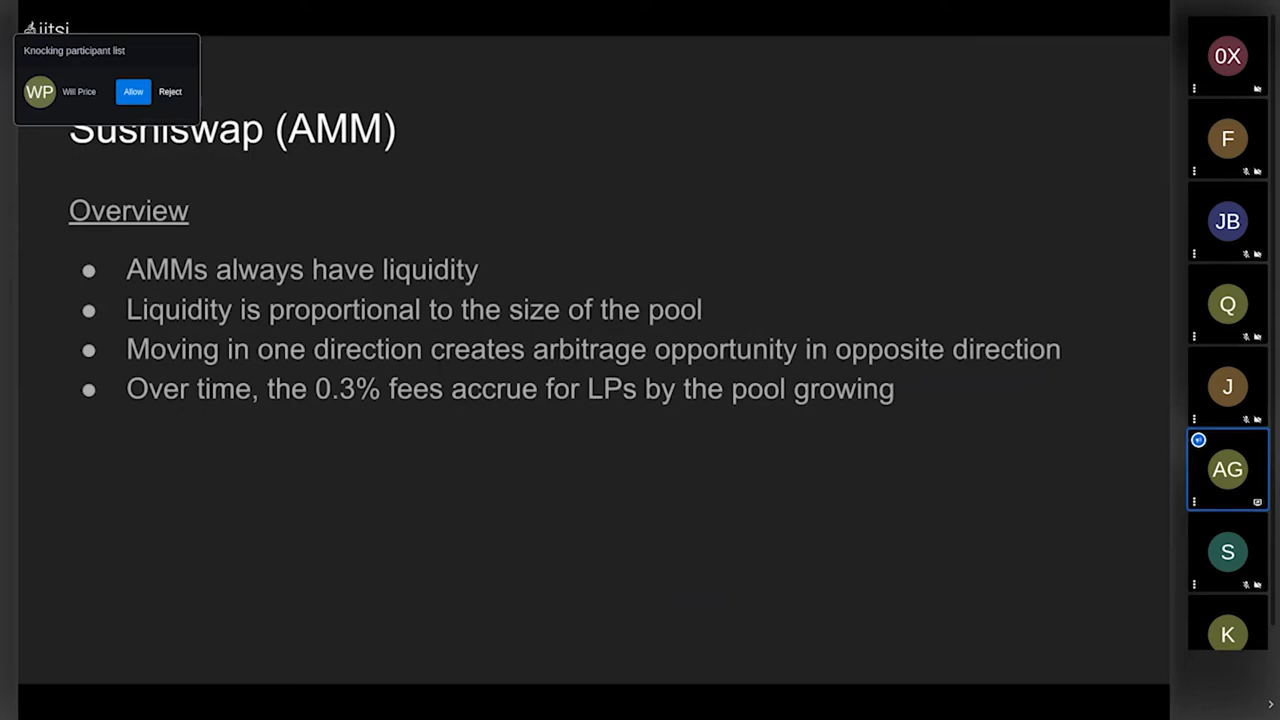 jitsi
Knocking participant list
WP Will Price Allow Reject
Sushiswap (AMM)
Overview
● AMMs always have liquidity
● Liquidity is proportional to the size of the pool
● Moving in one direction creates arbitrage opportunity in opposite direction
● Over time, the 0.3% fees accrue for LPs by the pool growing
0X
F
JB
Q
J
AG
S
K